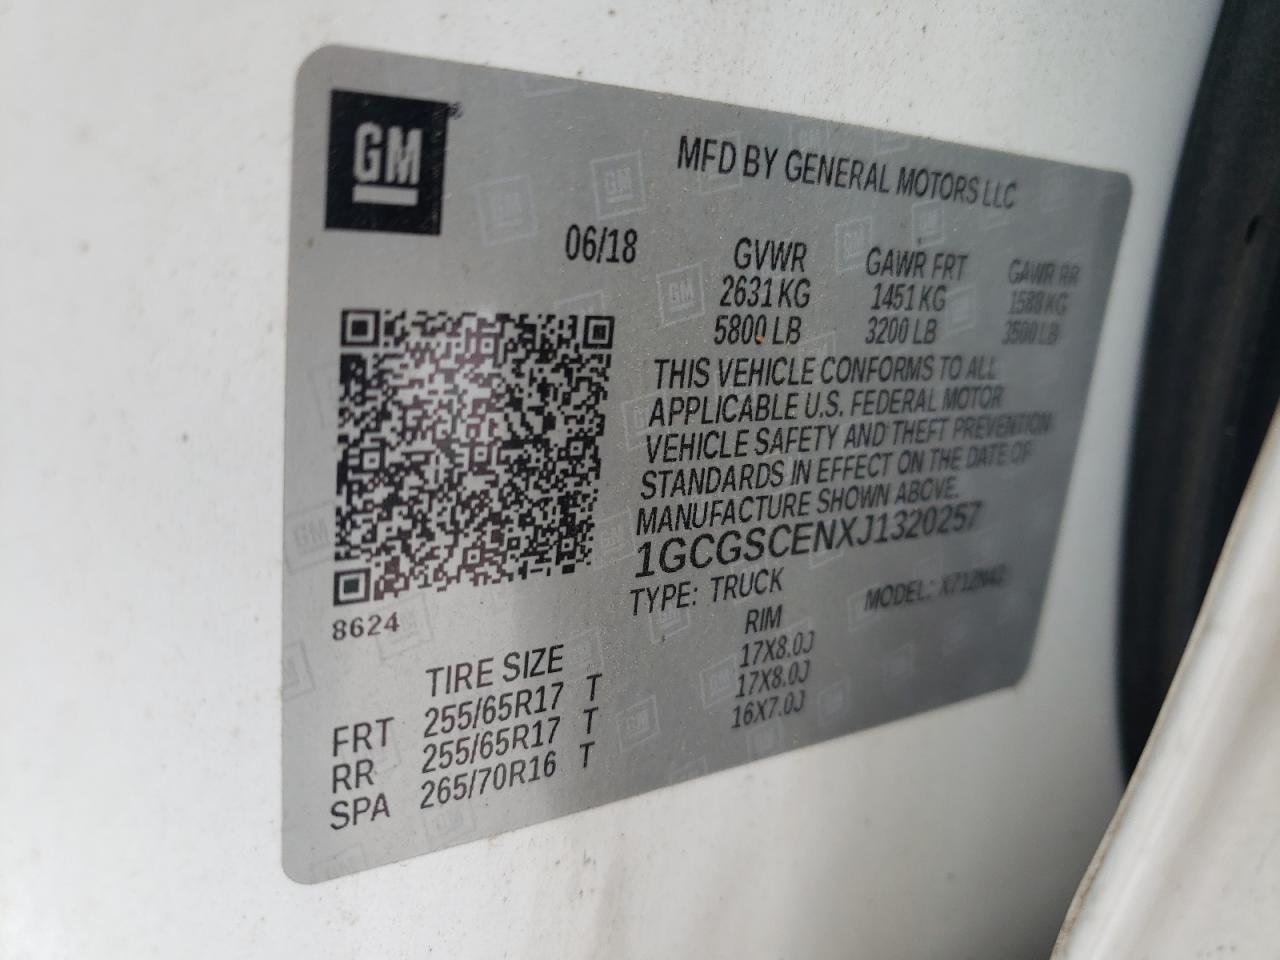 GM
MFD BY GENERAL MOTORS LLC
06/18
GVWR GAWR FRT GAWR RR
2631 KG 1451 KG 1588 KG
5800 LB 3200 LB 3500 LB
THIS VEHICLE CONFORMS TO ALL
APPLICABLE U.S. FEDERAL MOTOR
VEHICLE SAFETY AND THEFT PREVENTION
STANDARDS IN EFFECT ON THE DATE OF
MANUFACTURE SHOWN ABOVE.
1GCGSCENXJ1320257
TYPE: TRUCK MODEL:
8624
TIRE SIZE RIM
FRT 255/65R17 T 17X8.0J
RR 255/65R17 T 17X8.0J
SPA 265/70R16 T 16X7.0J